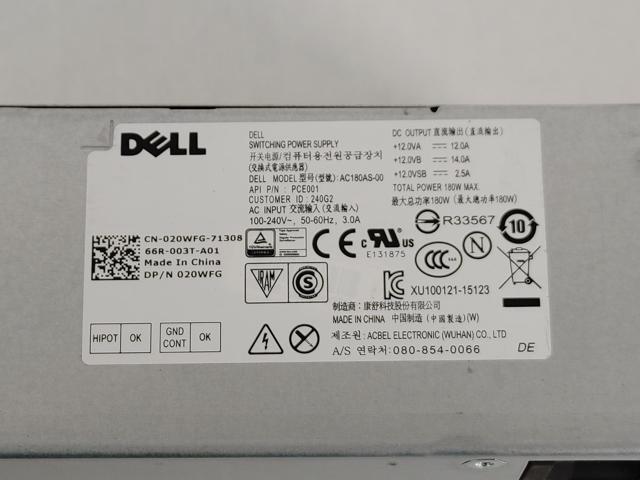 DELL
DELL
SWITCHING POWER SUPPLY
开关电源/컴퓨터용전원공급장치
(交換式電源供應器)
DELL MODEL 型号(型號): AC180AS-00
API P/N : PCE001
CUSTOMER ID : 240G2
AC INPUT 交流输入 (交流輸入)
100-240V~, 50-60Hz, 3.0A
DC OUTPUT 直流输出 (直流輸出)
+12.0VA ⎓ 12.0A
+12.0VB ⎓ 14.0A
+12.0VSB ⎓ 2.5A
TOTAL POWER 180W MAX.
最大总功率180W (最大總功率180W)
R33567
10
CN-020WFG-71308
66R-003T-A01
Made In China
DP/N 020WFG
CE
c RU US
E131875
CCC
N
RAM
S
KC
XU100121-15123
制造商: 康舒科技股份有限公司
MADE IN CHINA 中国制造 (中國製造)(W)
제조원: ACBEL ELECTRONIC (WUHAN) CO., LTD
A/S 연락처: 080-854-0066
HIPOT OK
GND CONT OK
DE